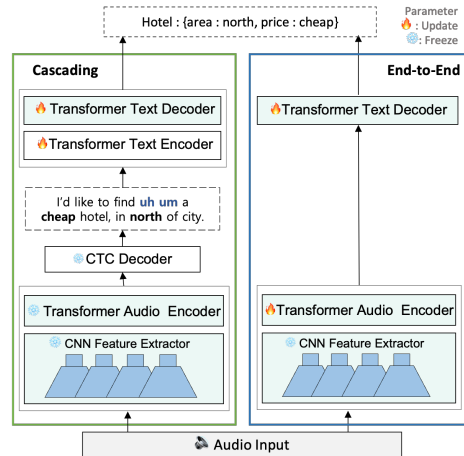 Hotel : {area : north, price : cheap}
Parameter
🔥 : Update
❄️: Freeze
Cascading
🔥Transformer Text Decoder
🔥Transformer Text Encoder
I'd like to find uh um a
cheap hotel, in north of city.
❄️CTC Decoder
❄️ Transformer Audio Encoder
❄️ CNN Feature Extractor
End-to-End
🔥Transformer Text Decoder
🔥Transformer Audio Encoder
❄️ CNN Feature Extractor
🔈 Audio Input